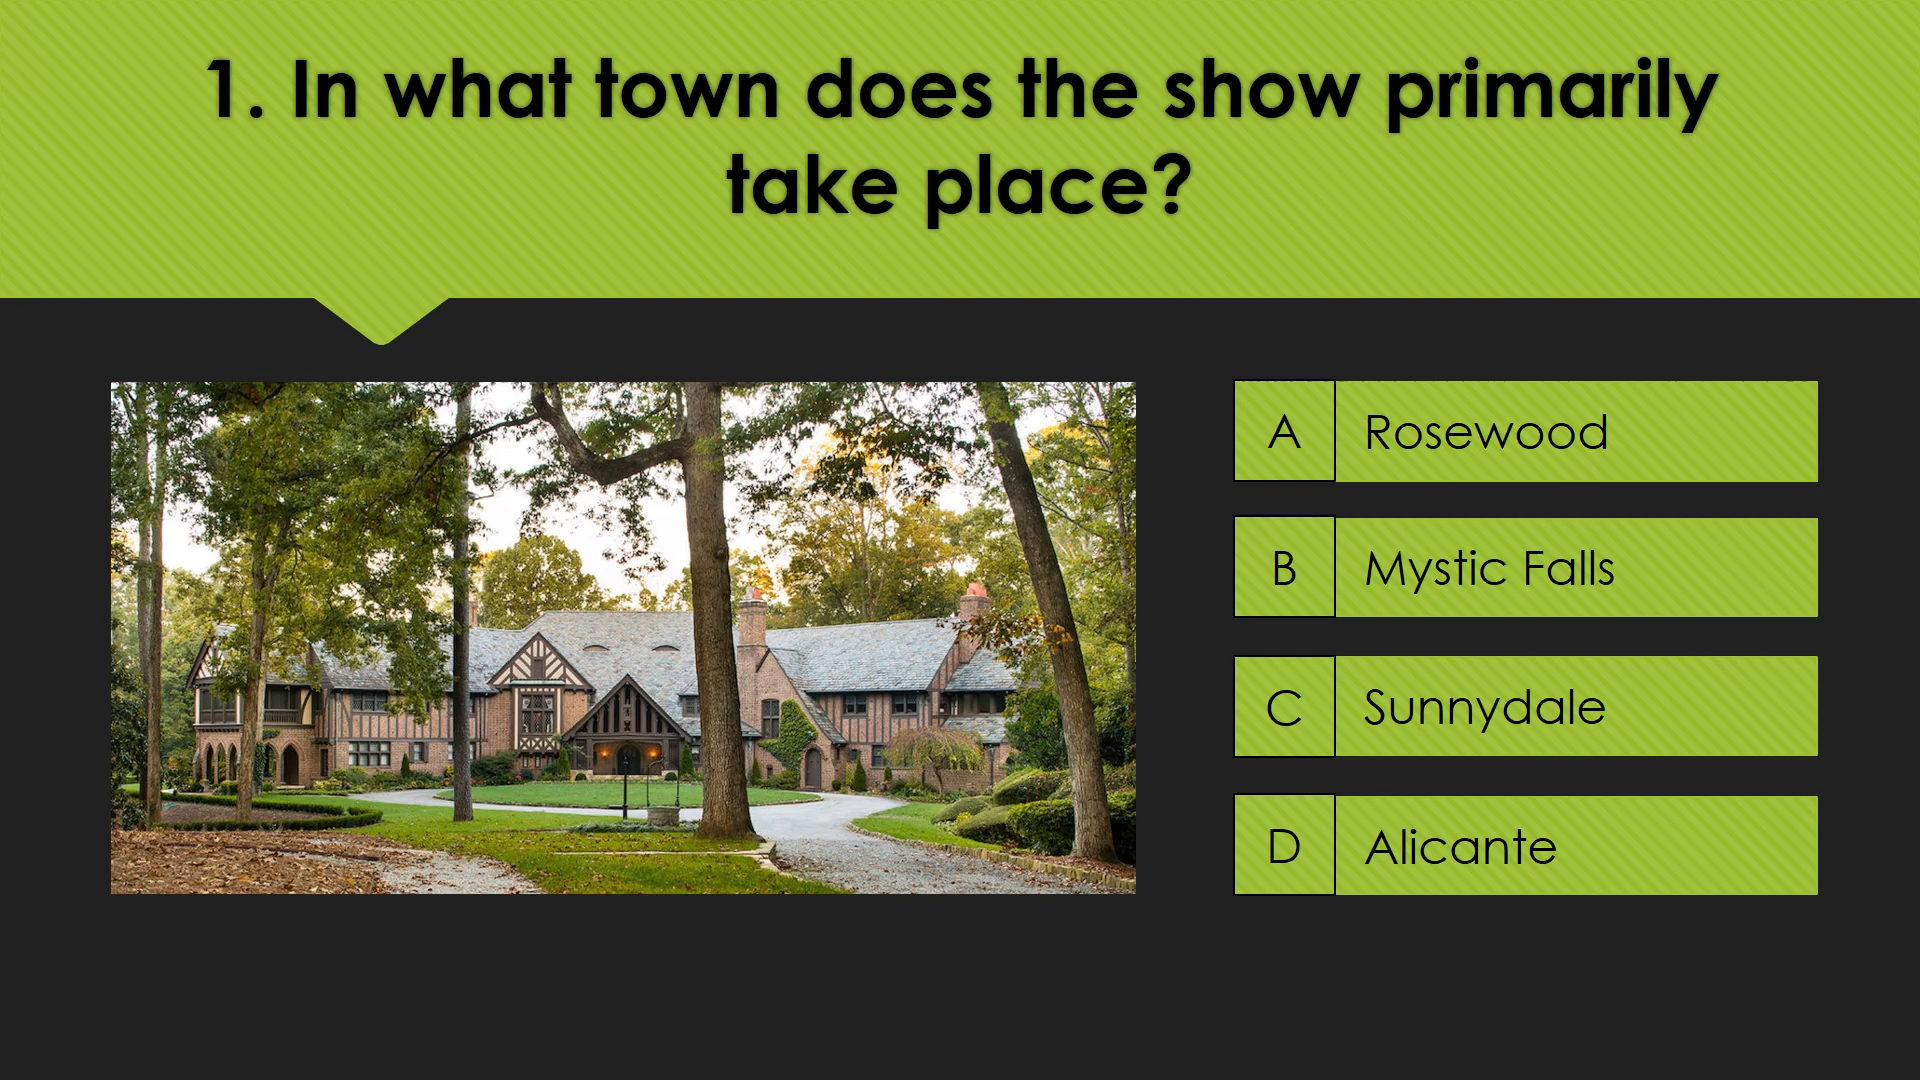 1. In what town does the show primarily
take place?
A Rosewood
B Mystic Falls
C Sunnydale
D Alicante